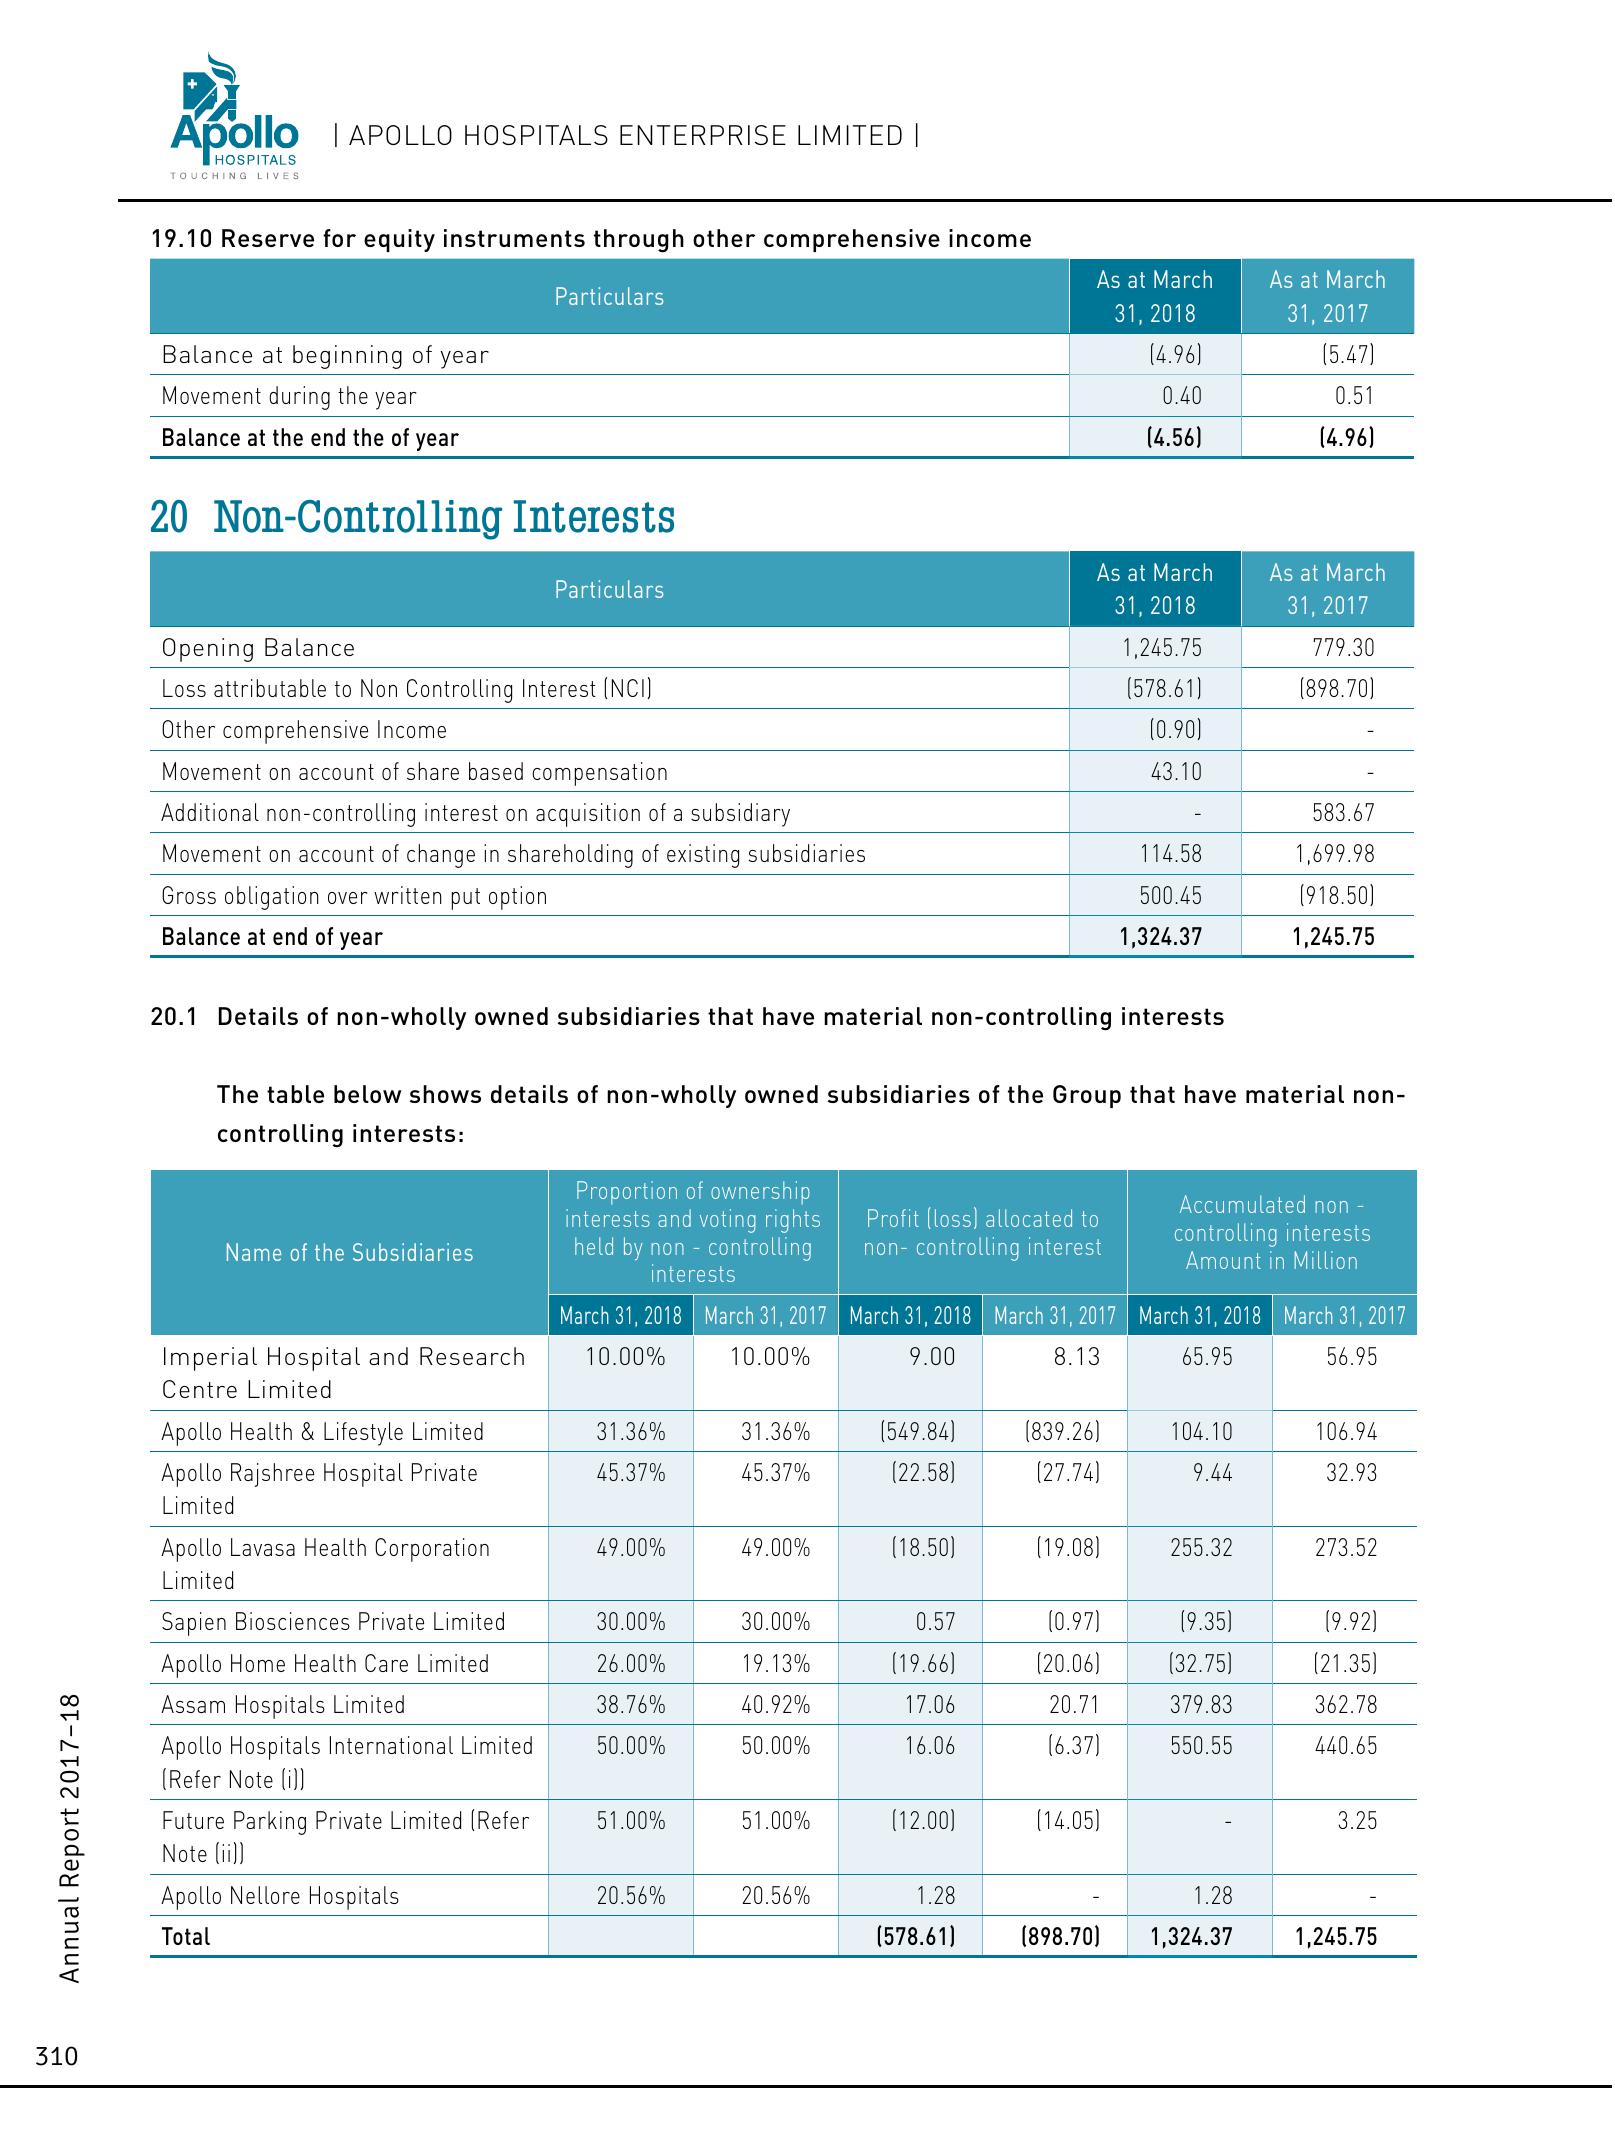 Apollo
HOSPITALS
TOUCHING LIVES
| APOLLO HOSPITALS ENTERPRISE LIMITED |
19.10 Reserve for equity instruments through other comprehensive income
Particulars As at March 31, 2018 As at March 31, 2017
Balance at beginning of year (4.96) (5.47)
Movement during the year 0.40 0.51
Balance at the end the of year (4.56) (4.96)
20 Non-Controlling Interests
Particulars As at March 31, 2018 As at March 31, 2017
Opening Balance 1,245.75 779.30
Loss attributable to Non Controlling Interest (NCI) (578.61) (898.70)
Other comprehensive Income (0.90) -
Movement on account of share based compensation 43.10 -
Additional non-controlling interest on acquisition of a subsidiary - 583.67
Movement on account of change in shareholding of existing subsidiaries 114.58 1,699.98
Gross obligation over written put option 500.45 (918.50)
Balance at end of year 1,324.37 1,245.75
20.1 Details of non-wholly owned subsidiaries that have material non-controlling interests
The table below shows details of non-wholly owned subsidiaries of the Group that have material non-
controlling interests:
Name of the Subsidiaries
Proportion of ownership
interests and voting rights
held by non - controlling
interests
Profit (loss) allocated to
non- controlling interest
Accumulated non -
controlling interests
Amount in Million
March 31, 2018 March 31, 2017 March 31, 2018 March 31, 2017 March 31, 2018 March 31, 2017
Imperial Hospital and Research 10.00% 10.00% 9.00 8.13 65.95 56.95
Centre Limited
Apollo Health & Lifestyle Limited 31.36% 31.36% (549.84) (839.26) 104.10 106.94
Apollo Rajshree Hospital Private 45.37% 45.37% (22.58) (27.74) 9.44 32.93
Limited
Apollo Lavasa Health Corporation 49.00% 49.00% (18.50) (19.08) 255.32 273.52
Limited
Sapien Biosciences Private Limited 30.00% 30.00% 0.57 (0.97) (9.35) (9.92)
Apollo Home Health Care Limited 26.00% 19.13% (19.66) (20.06) (32.75) (21.35)
Assam Hospitals Limited 38.76% 40.92% 17.06 20.71 379.83 362.78
Apollo Hospitals International Limited 50.00% 50.00% 16.06 (6.37) 550.55 440.65
(Refer Note (i))
Future Parking Private Limited (Refer 51.00% 51.00% (12.00) (14.05) - 3.25
Note (ii))
Apollo Nellore Hospitals 20.56% 20.56% 1.28 - 1.28 -
Total (578.61) (898.70) 1,324.37 1,245.75
Annual Report 2017–18
310